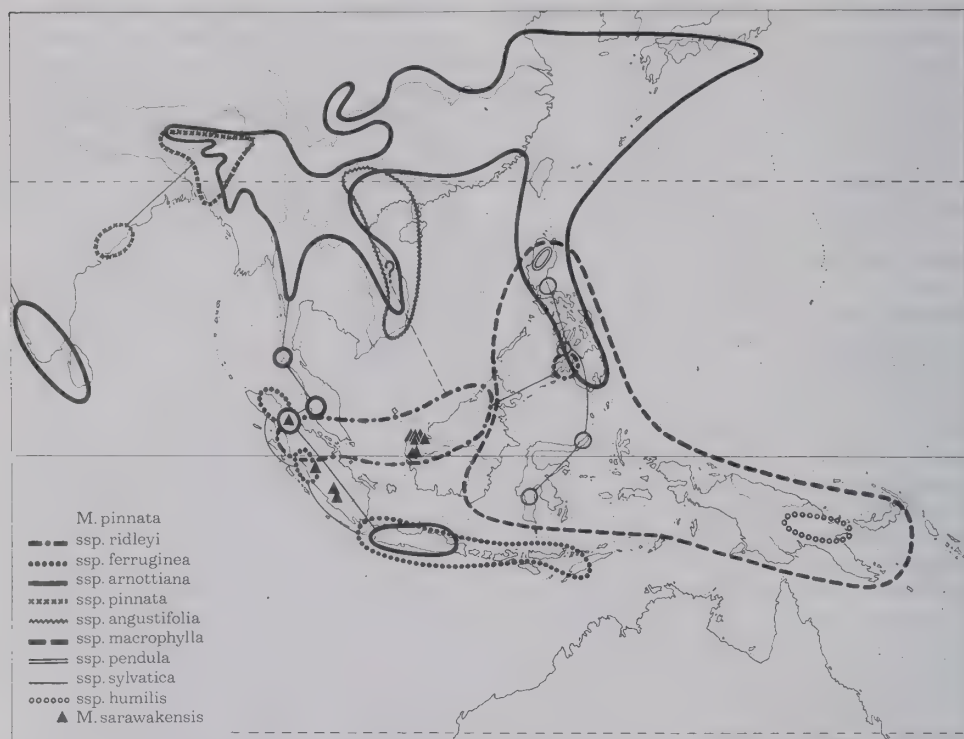 M. pinnata
ssp. ridleyi
ssp. ferruginea
ssp. arnottiana
ssp. pinnata
ssp. angustifolia
ssp. macrophylla
ssp. pendula
ssp. sylvatica
ssp. humilis
M. sarawakensis